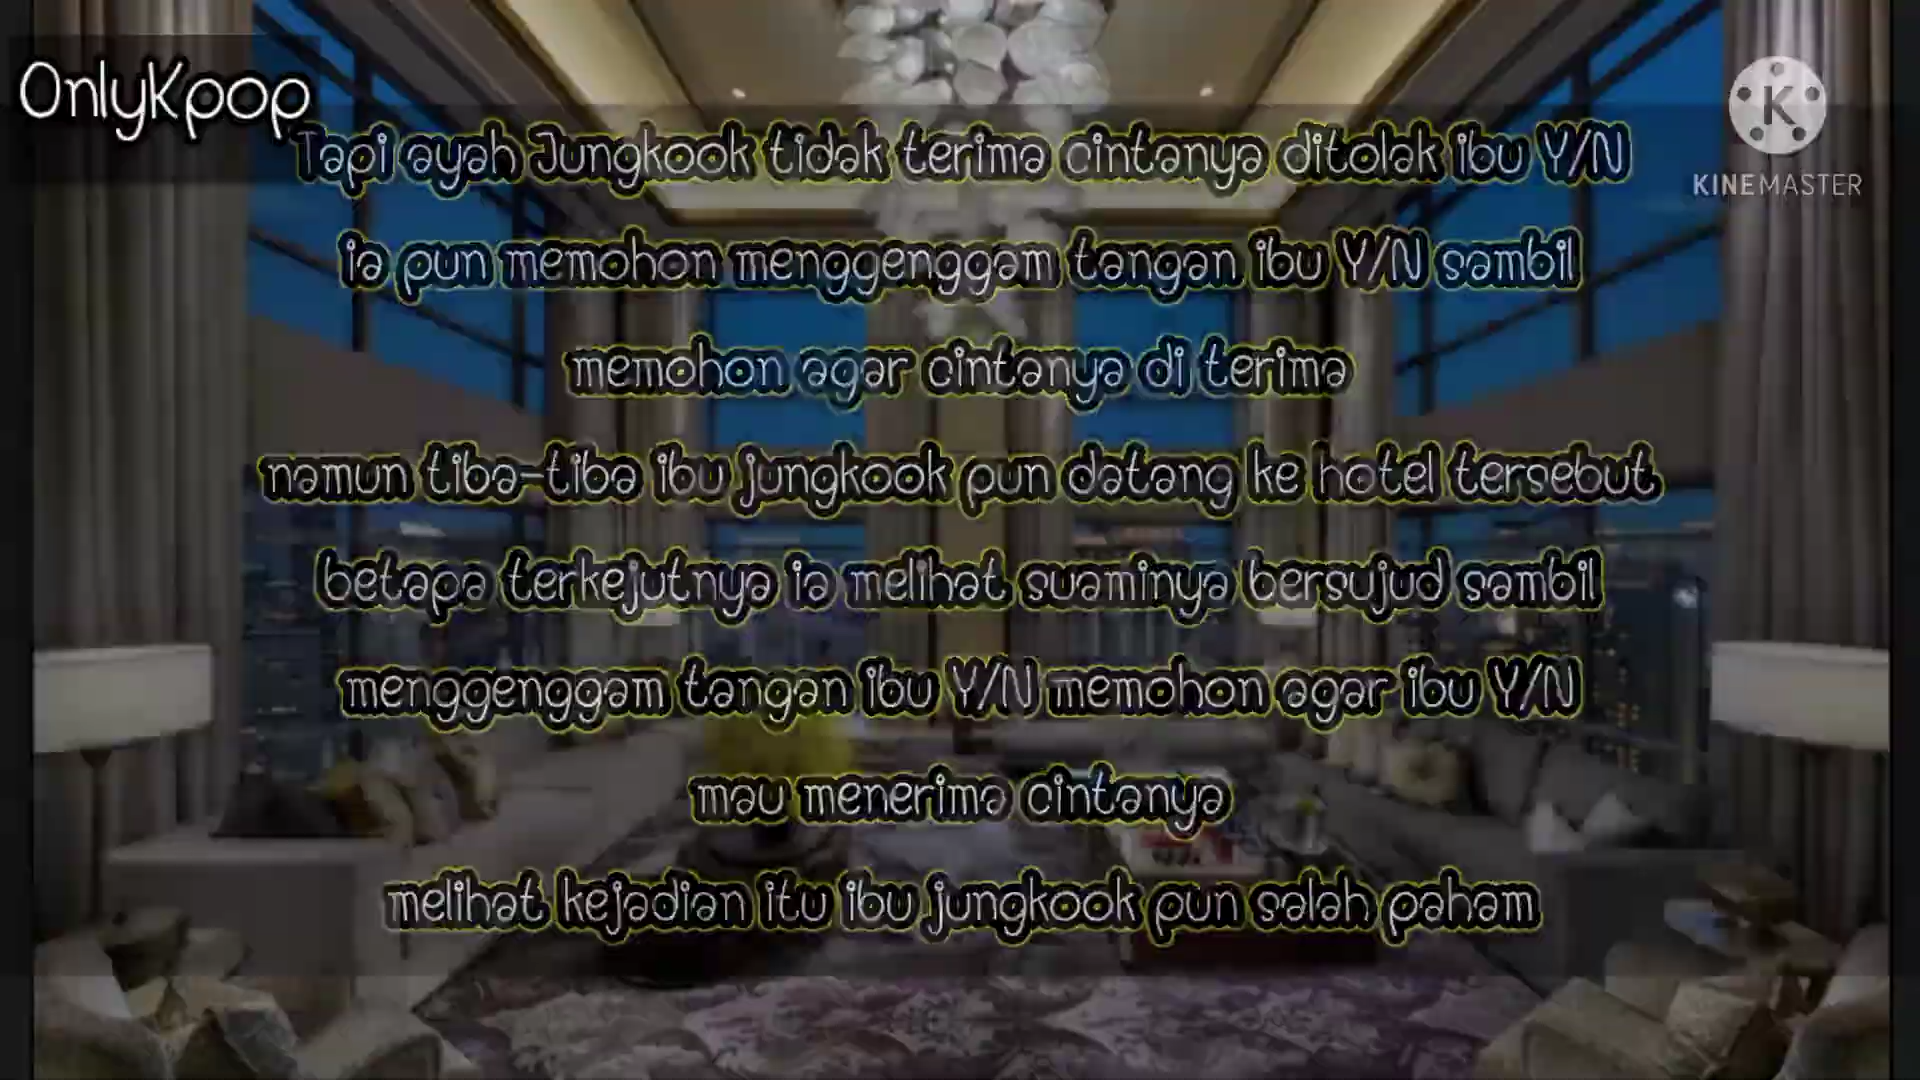 OnlyKpop
KINEMASTER
Tapi ayah Jungkook tidak terima cintanya ditolak ibu Y/N
ia pun memohon menggenggam tangan ibu Y/N sambil
memohon agar cintanya di terima
namun tiba-tiba ibu jungkook pun datang ke hotel tersebut
betapa terkejutnya ia melihat suaminya bersujud sambil
menggenggam tangan ibu Y/N memohon agar ibu Y/N
mau menerima cintanya
melihat kejadian itu ibu jungkook pun salah paham